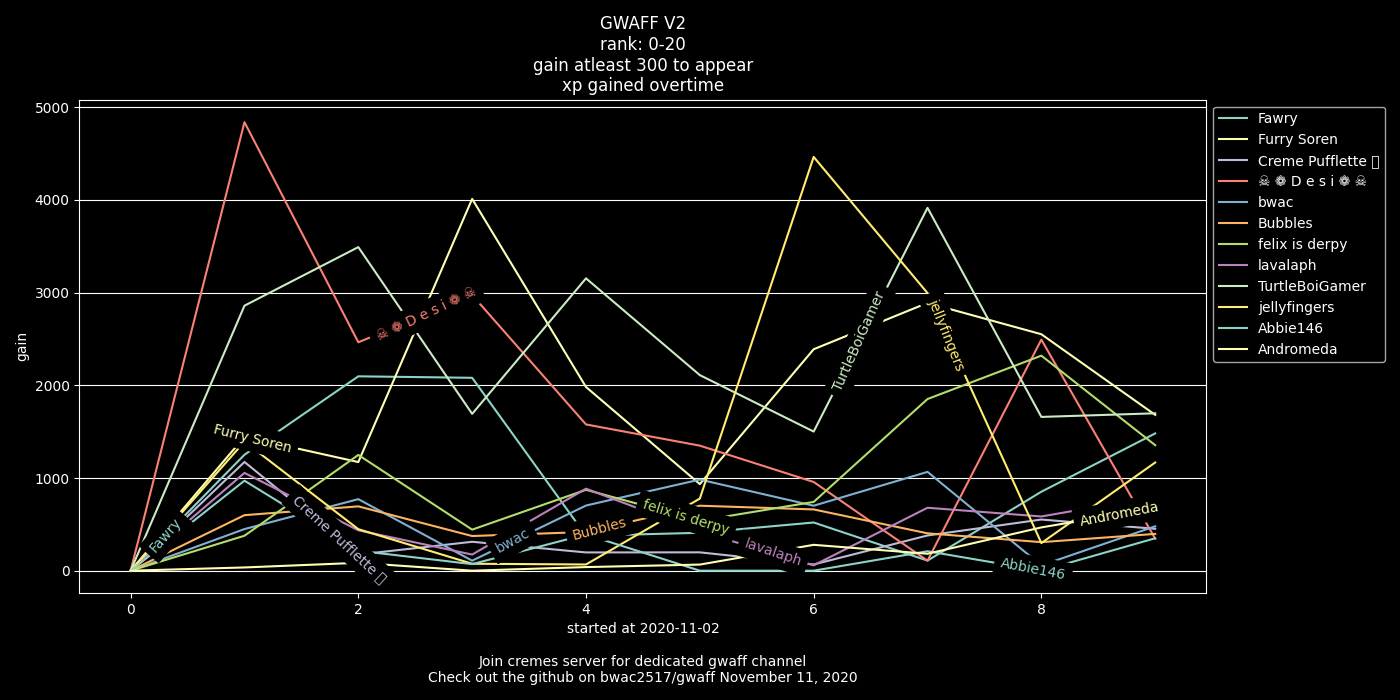 GWAFF V2
rank: 0-20
gain atleast 300 to appear
xp gained overtime
5000
4000
3000
2000
1000
0
gain
0
2
4
6
8
started at 2020-11-02
Fawry
Furry Soren
Creme Pufflette
☠ ❁ D e s i ❁ ☠
bwac
Bubbles
felix is derpy
lavalaph
TurtleBoiGamer
jellyfingers
Abbie146
Andromeda
Fawry
Furry Soren
Creme Pufflette
☠ ❁ D e s i ❁ ☠
bwac
Bubbles
felix is derpy
lavalaph
TurtleBoiGamer
jellyfingers
Abbie146
Andromeda
Join cremes server for dedicated gwaff channel
Check out the github on bwac2517/gwaff November 11, 2020